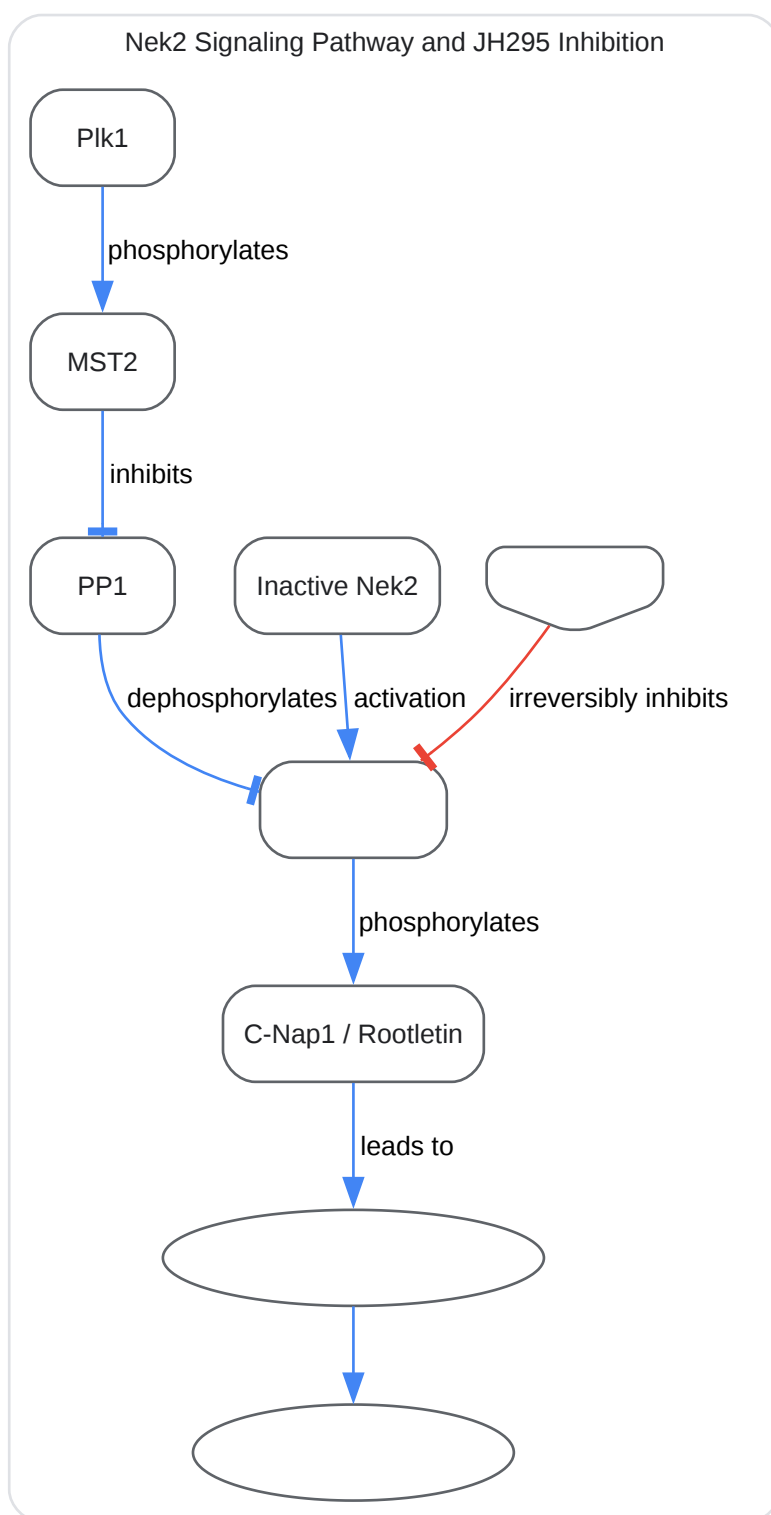 Nek2 Signaling Pathway and JH295 Inhibition
Plk1
phosphorylates
MST2
inhibits
PP1
Inactive Nek2
dephosphorylates
activation
irreversibly inhibits
phosphorylates
C-Nap1 / Rootletin
leads to